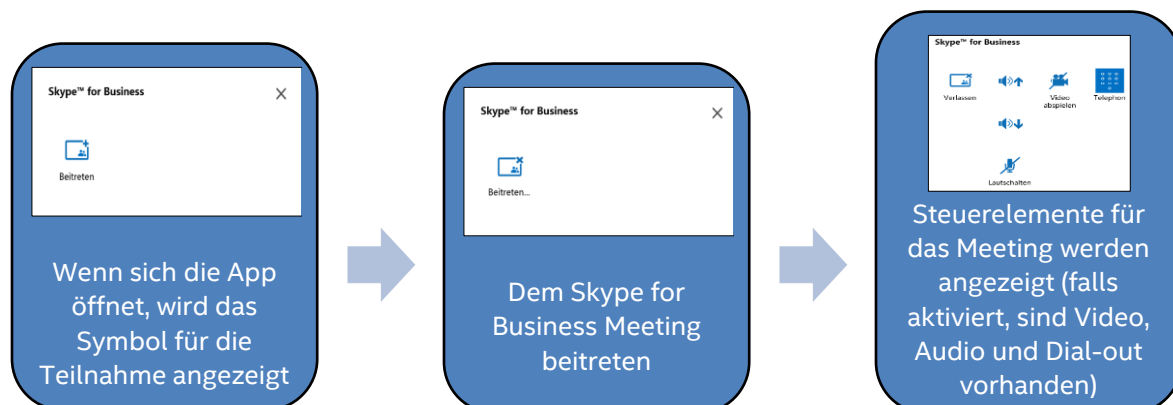 Skype™ for Business
Beitreten
Wenn sich die App
öffnet, wird das
Symbol für die
Teilnahme angezeigt
Skype™ for Business
Beitreten...
Dem Skype for
Business Meeting
beitreten
Skype™ for Business
Verlassen
Video
abspielen
Telephon
Lautschalten
Steuerelemente für
das Meeting werden
angezeigt (falls
aktiviert, sind Video,
Audio und Dial-out
vorhanden)